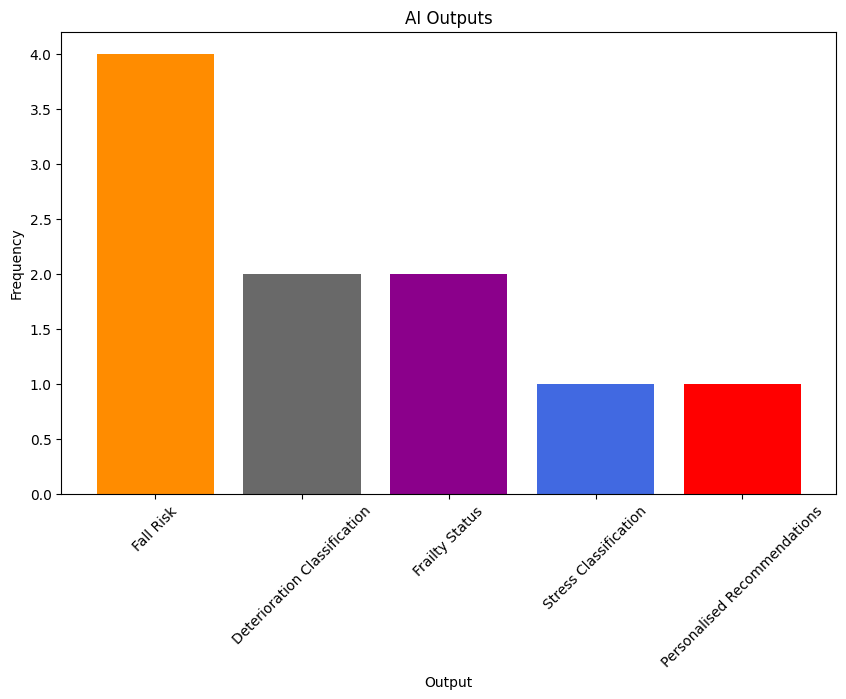 AI Outputs
4.0
3.5
3.0
2.5
2.0
1.5
1.0
0.5
0.0
Frequency
Fall Risk
Deterioration Classification
Frailty Status
Stress Classification
Personalised Recommendations
Output